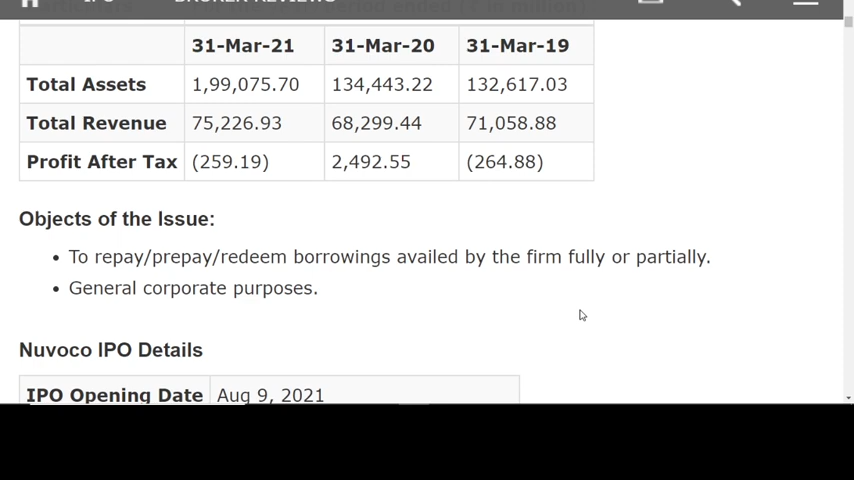 31-Mar-21 31-Mar-20 31-Mar-19
Total Assets 1,99,075.70 134,443.22 132,617.03
Total Revenue 75,226.93 68,299.44 71,058.88
Profit After Tax (259.19) 2,492.55 (264.88)
Objects of the Issue:
• To repay/prepay/redeem borrowings availed by the firm fully or partially.
• General corporate purposes.
Nuvoco IPO Details
IPO Opening Date Aug 9, 2021